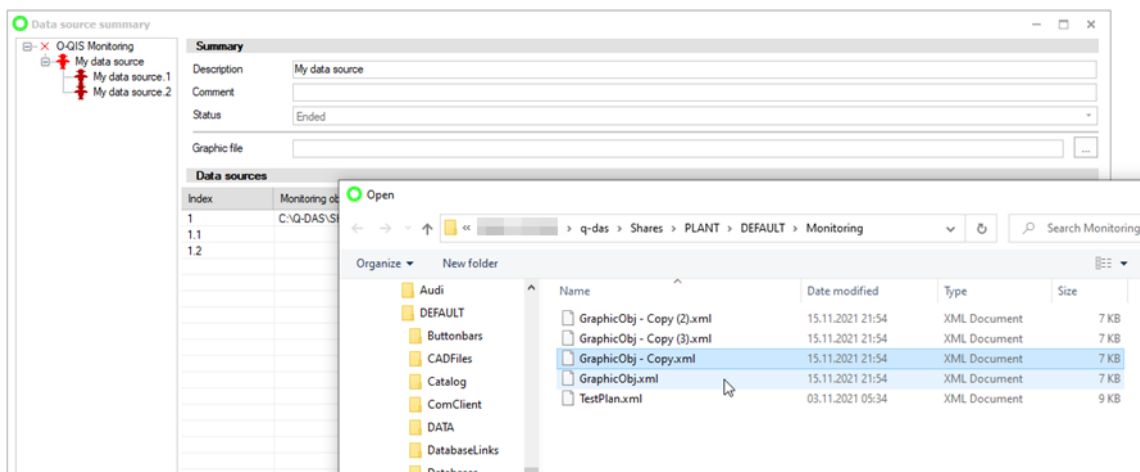 Data source summary
O-QIS Monitoring
My data source
My data source.1
My data source.2
Summary
Description My data source
Comment
Status Ended
Graphic file ...
Data sources
Index Monitoring ob
1 C:\Q-DAS\SH
1.1
1.2
Open
« > q-das > Shares > PLANT > DEFAULT > Monitoring Search Monitoring
Organize New folder
Audi
DEFAULT
Buttonbars
CADFiles
Catalog
ComClient
DATA
DatabaseLinks
Databases
Name Date modified Type Size
GraphicObj - Copy (2).xml 15.11.2021 21:54 XML Document 7 KB
GraphicObj - Copy (3).xml 15.11.2021 21:54 XML Document 7 KB
GraphicObj - Copy.xml 15.11.2021 21:54 XML Document 7 KB
GraphicObj.xml 15.11.2021 21:54 XML Document 7 KB
TestPlan.xml 03.11.2021 05:34 XML Document 9 KB